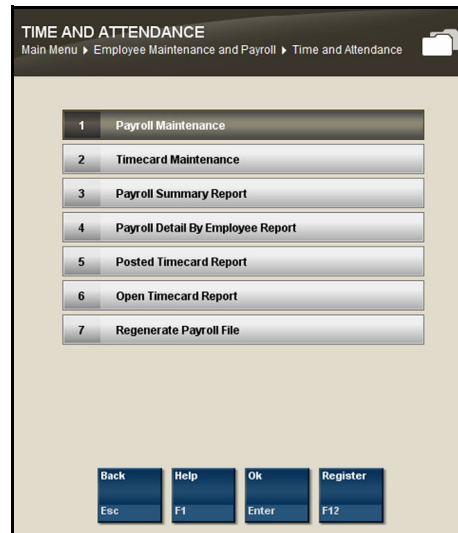 TIME AND ATTENDANCE
Main Menu ▸ Employee Maintenance and Payroll ▸ Time and Attendance
1 Payroll Maintenance
2 Timecard Maintenance
3 Payroll Summary Report
4 Payroll Detail By Employee Report
5 Posted Timecard Report
6 Open Timecard Report
7 Regenerate Payroll File
Back Help Ok Register
Esc F1 Enter F12